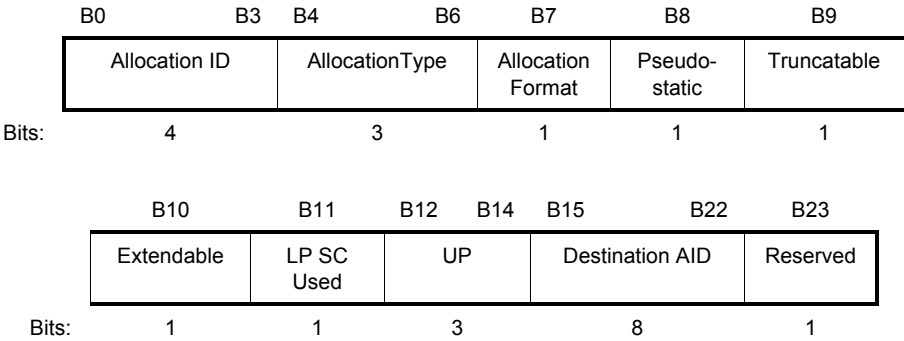 B0 B3 B4 B6 B7 B8 B9
Allocation ID AllocationType Allocation Pseudo- Truncatable
Format static
Bits: 4 3 1 1 1
B10 B11 B12 B14 B15 B22 B23
Extendable LP SC UP Destination AID Reserved
Used
Bits: 1 1 3 8 1